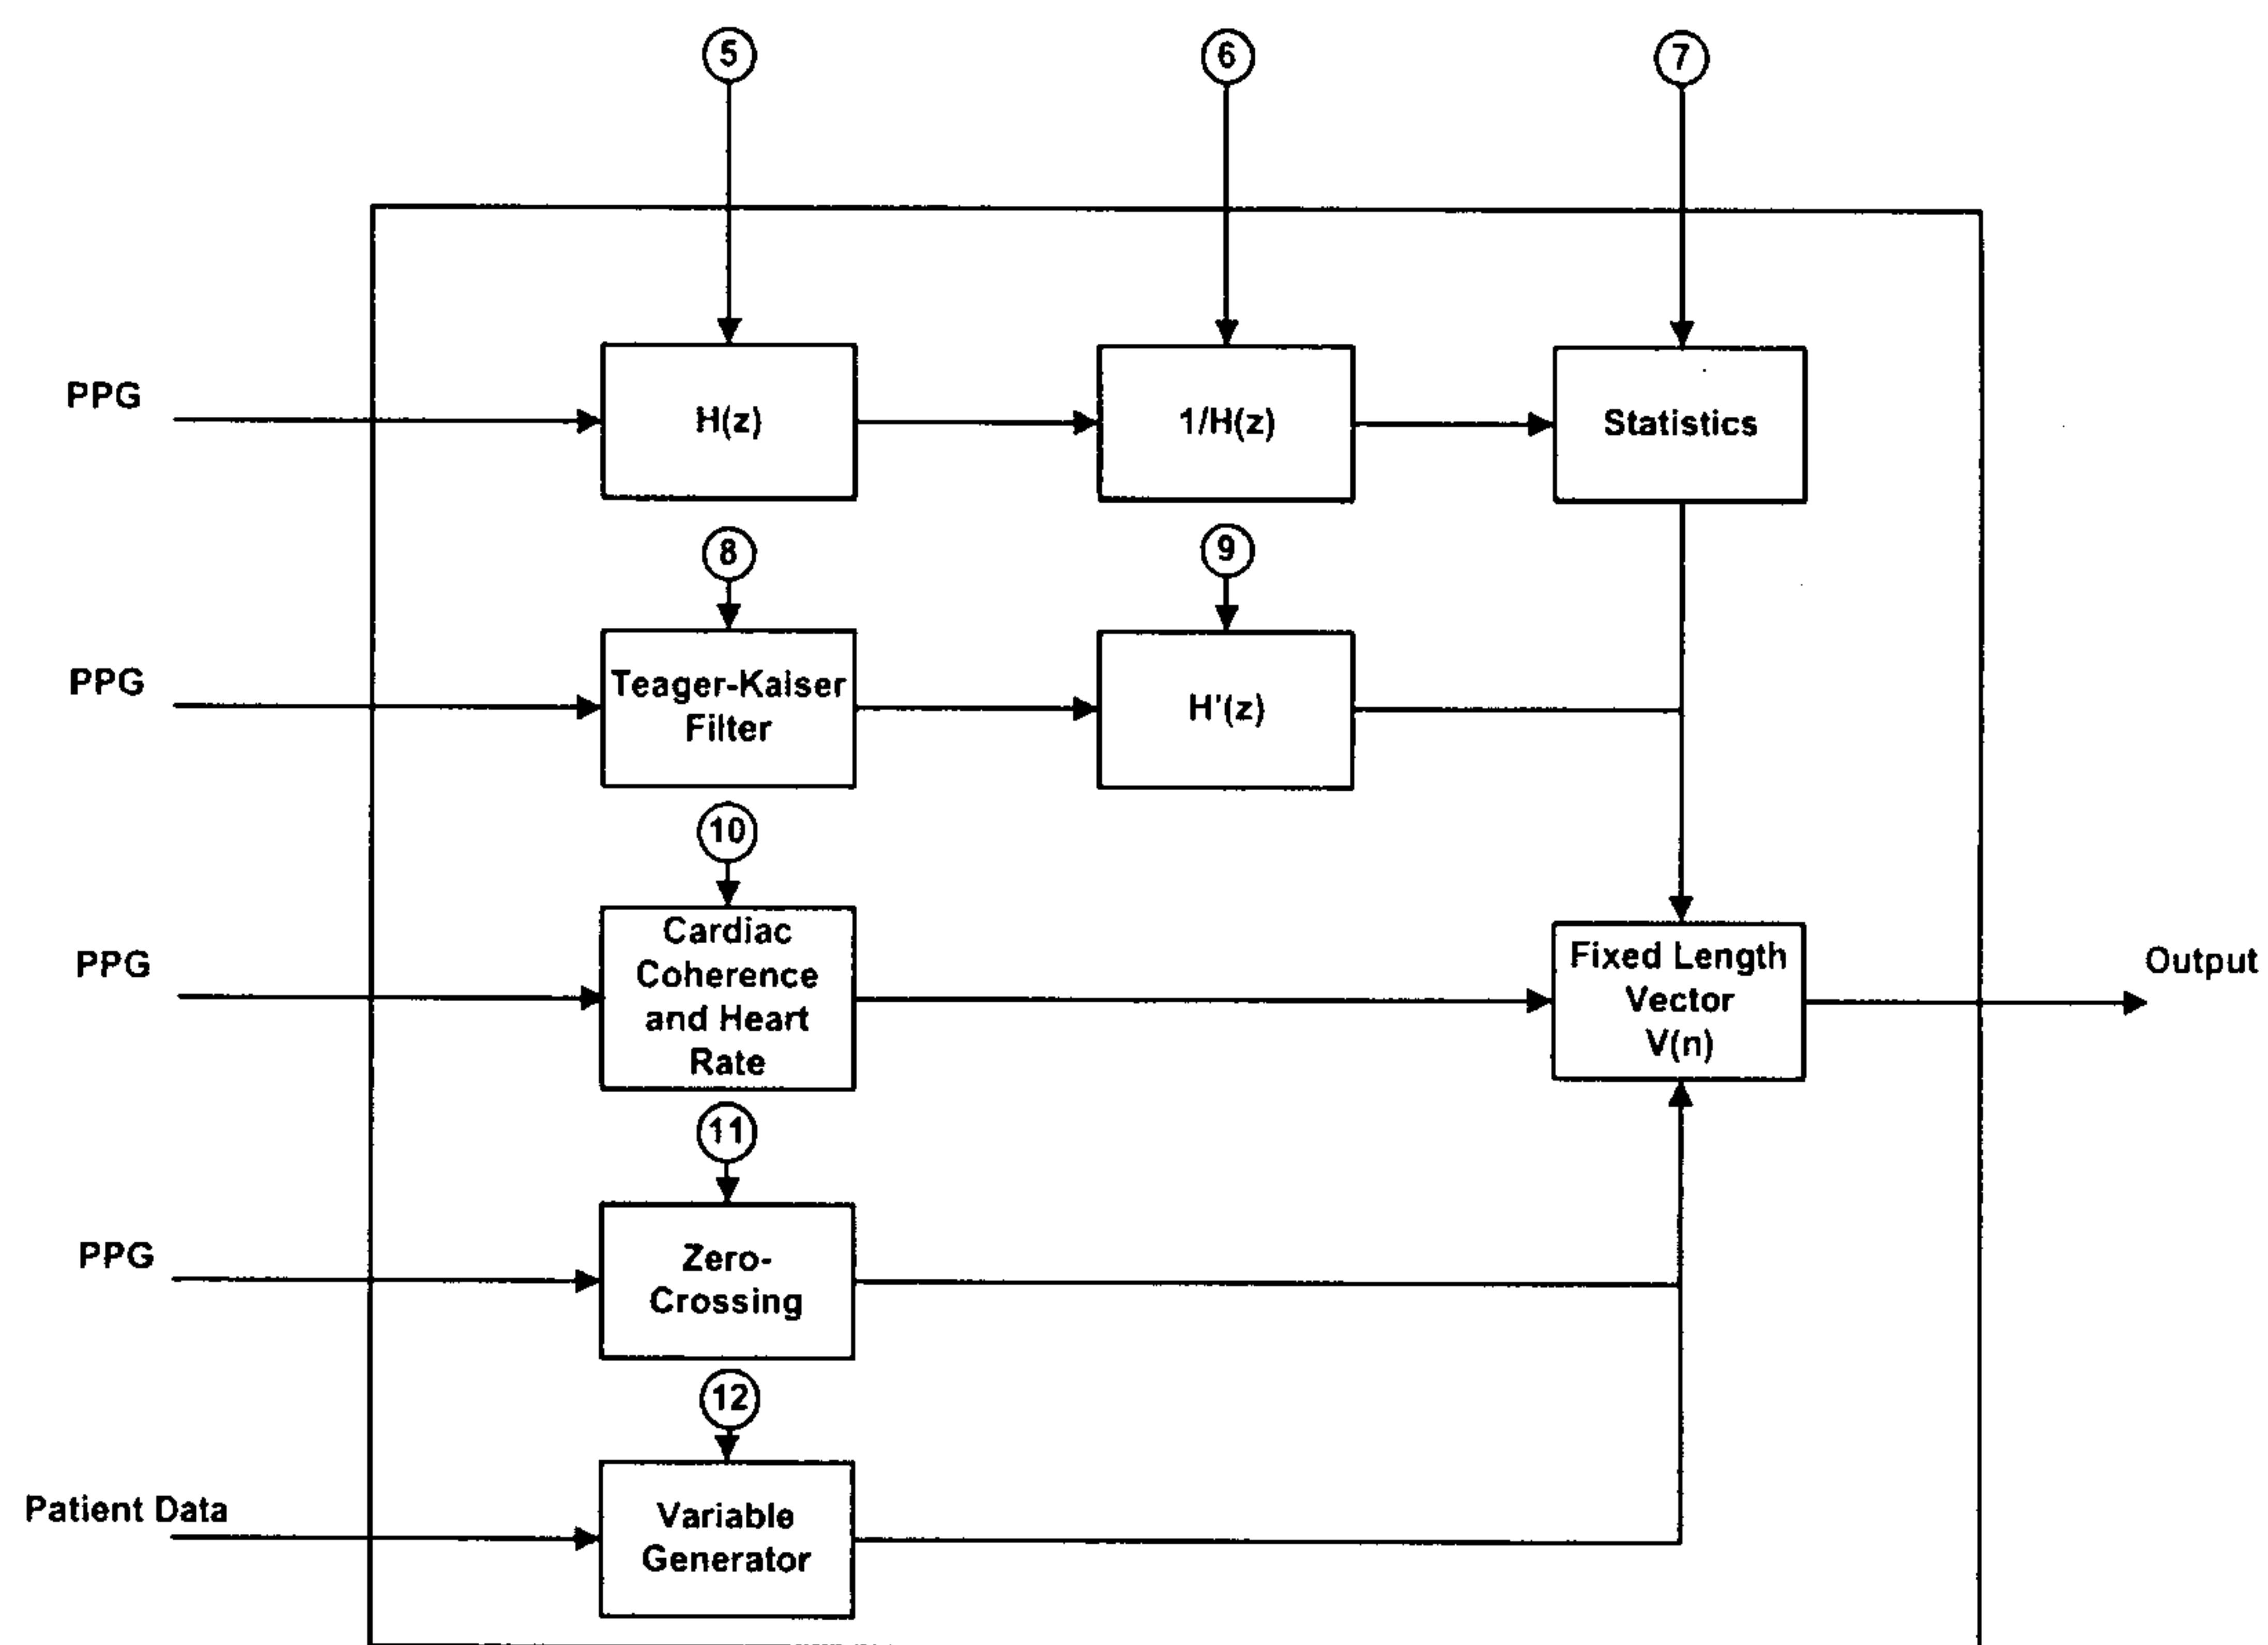 5
6
7
PPG
H(z)
1/H(z)
Statistics
8
9
PPG
Teager-Kaiser
Filter
H'(z)
10
PPG
Cardiac
Coherence
and Heart
Rate
Fixed Length
Vector
V(n)
Output
11
PPG
Zero-
Crossing
12
Patient Data
Variable
Generator